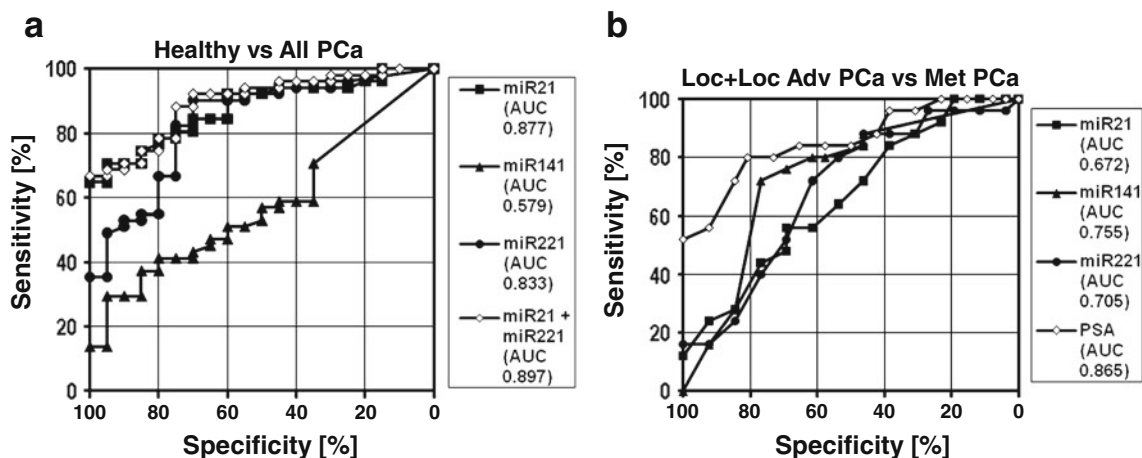 a
Healthy vs All PCa
Sensitivity [%]
100
80
60
40
20
0
100 80 60 40 20 0
Specificity [%]
miR21
(AUC
0.877)
miR141
(AUC
0.579)
miR221
(AUC
0.833)
miR21 +
miR221
(AUC
0.897)
b
Loc+Loc Adv PCa vs Met PCa
Sensitivity [%]
100
80
60
40
20
0
100 80 60 40 20 0
Specificity [%]
miR21
(AUC
0.672)
miR141
(AUC
0.755)
miR221
(AUC
0.705)
PSA
(AUC
0.865)